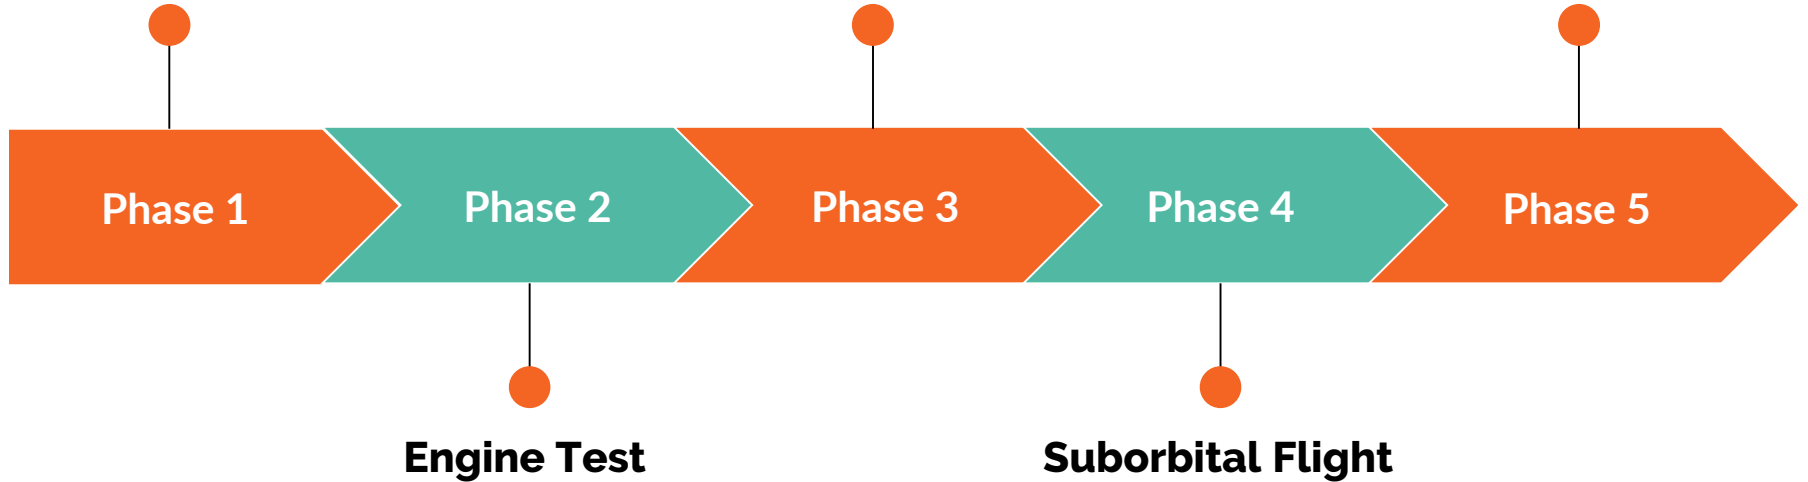 Phase 1
Phase 2
Phase 3
Phase 4
Phase 5
Engine Test
Suborbital Flight